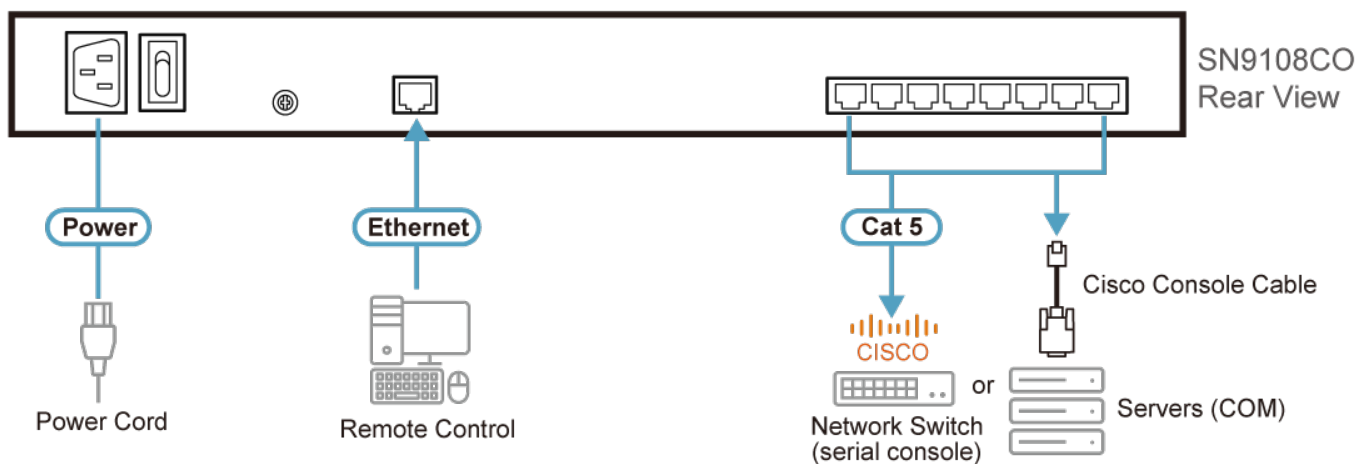 SN9108CO
Rear View
Power
Ethernet
Cat 5
Cisco Console Cable
CISCO
or
Power Cord
Remote Control
Network Switch
(serial console)
Servers (COM)